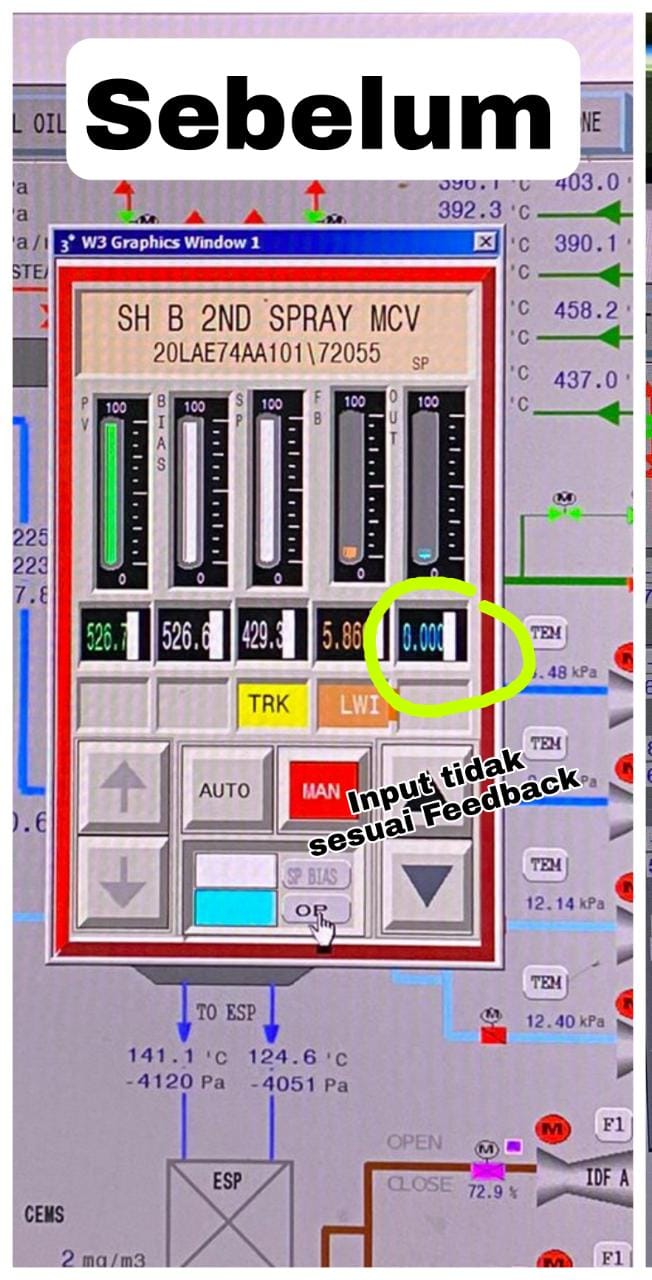 Sebelum
L OIL
NE
396.1 °C 403.0
392.3 °C
°C 390.1
°C
°C 458.2
°C
°C 437.0
°C
W3 Graphics Window 1
SH B 2ND SPRAY MCV
20LAE74AA101\72055 SP
PV BIAS SP FB OUT
100 100 100 100 100
0 0 0 0 0
526.7 526.6 429.3 5.86 8.000
TRK LWI
AUTO MAN
Input tidak
sesuai Feedback
SP BIAS
OP
225
223
7.8
0.6
M
TEM
.48 kPa
TEM
Pa
TEM
12.14 kPa
TEM
M
12.40 kPa
TO ESP
141.1 °C 124.6 °C
-4120 Pa -4051 Pa
ESP
OPEN
CLOSE
M
72.9 %
M
F1
IDF A
CEMS
2 mg/m3
M
F1